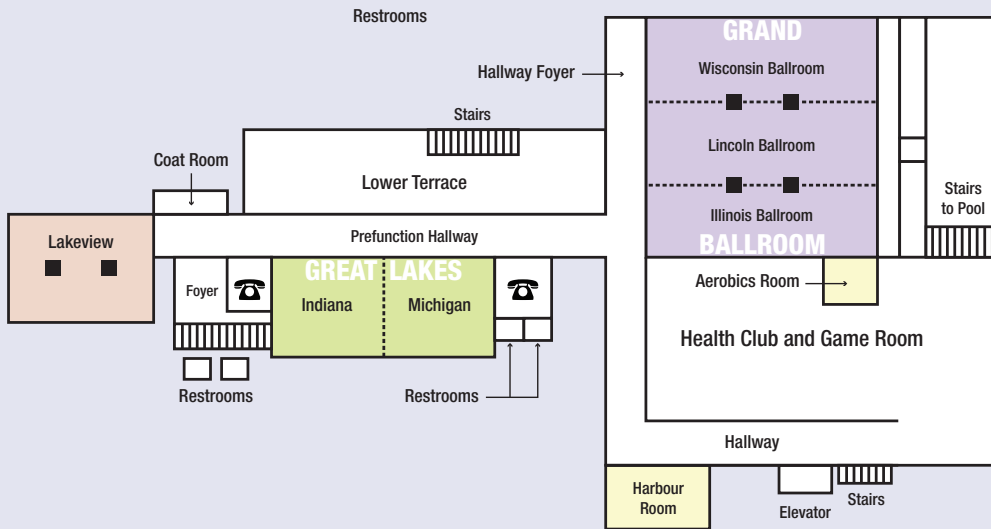 Restrooms
GRAND
Hallway Foyer
Wisconsin Ballroom
Stairs
Lincoln Ballroom
Coat Room
Lower Terrace
Stairs
to Pool
Illinois Ballroom
Prefunction Hallway
Lakeview
BALLROOM
GREAT LAKES
Foyer
Indiana
Michigan
Aerobics Room
Health Club and Game Room
Restrooms
Restrooms
Hallway
Harbour
Room
Elevator
Stairs